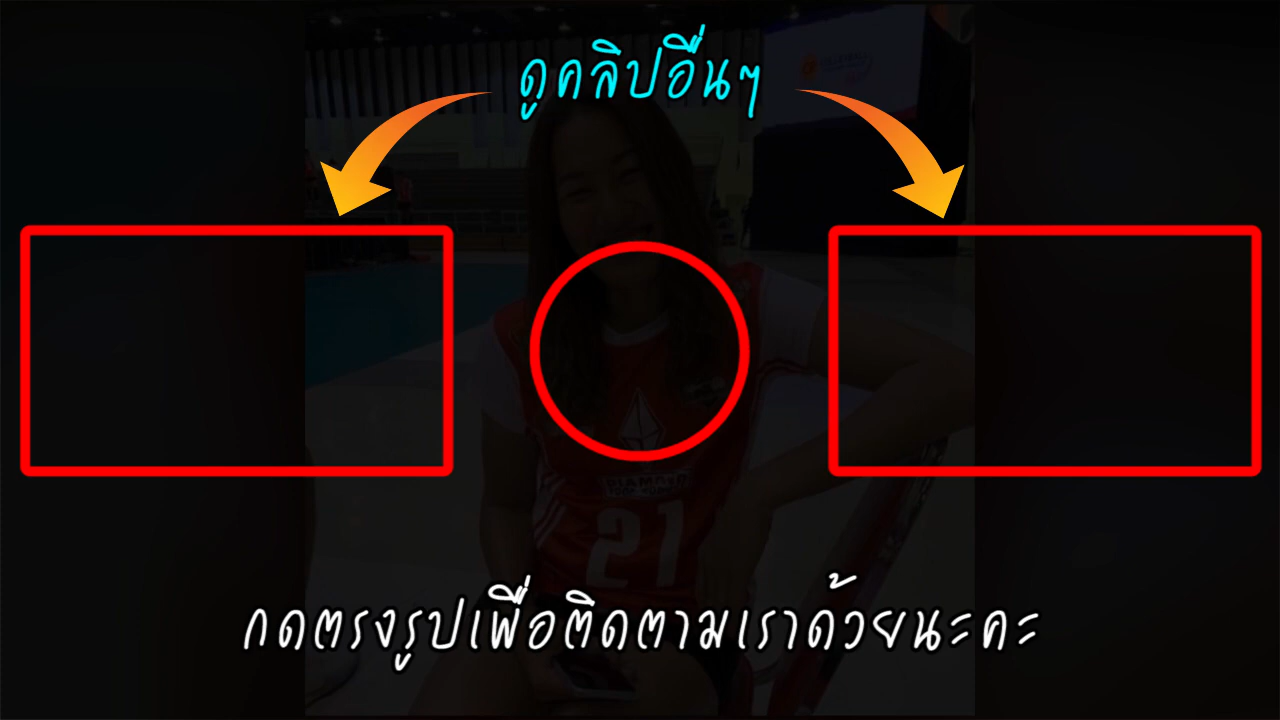 ดูคลิปอื่นๆ
21
กดตรงรูปเพื่อติดตามเราด้วยนะคะ